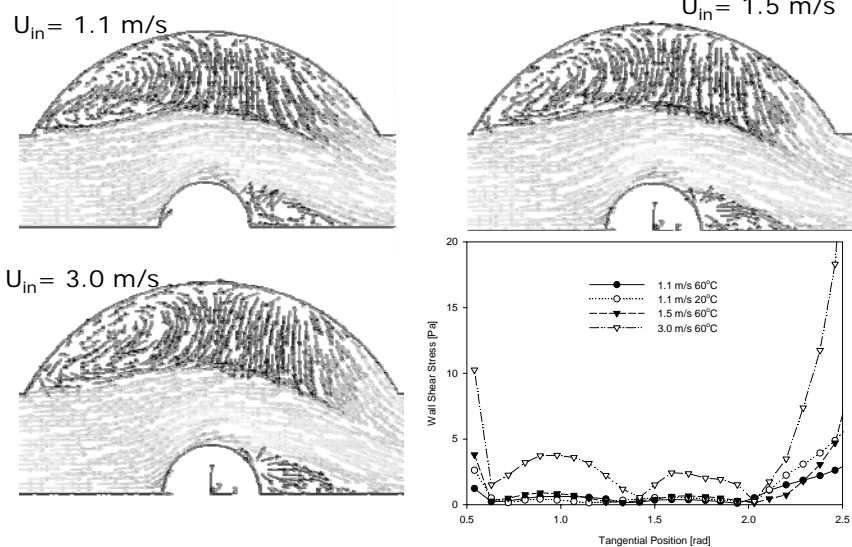 U_in = 1.1 m/s
U_in = 1.5 m/s
U_in = 3.0 m/s
20
15
10
5
0
Wall Shear Stress [Pa]
1.1 m/s 60°C
1.1 m/s 20°C
1.5 m/s 60°C
3.0 m/s 60°C
0.5 1.0 1.5 2.0 2.5
Tangential Position [rad]